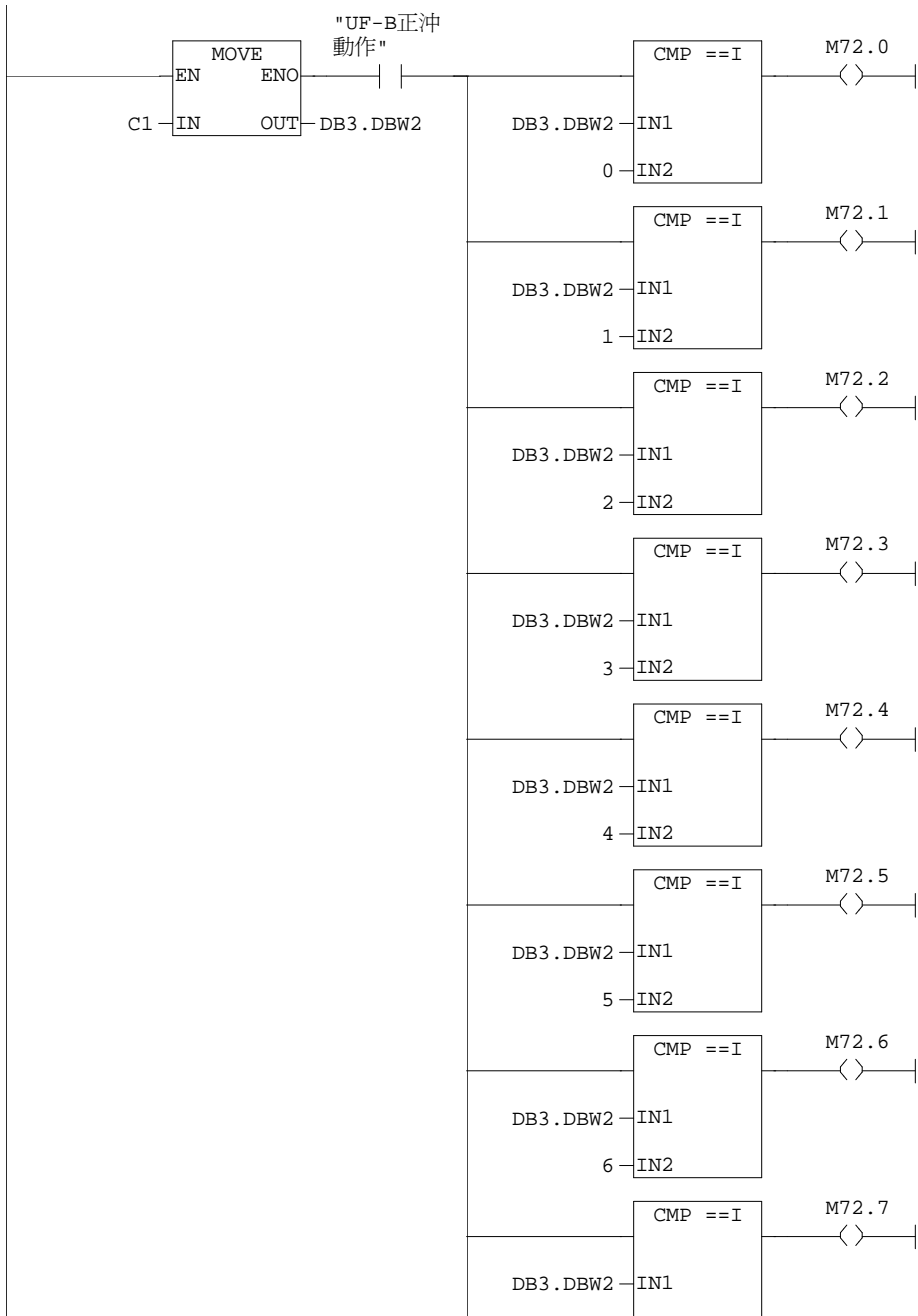 "UF-B正沖
動作"
MOVE
EN ENO
C1 IN OUT DB3.DBW2
CMP ==I M72.0
DB3.DBW2 IN1
0 IN2
CMP ==I M72.1
DB3.DBW2 IN1
1 IN2
CMP ==I M72.2
DB3.DBW2 IN1
2 IN2
CMP ==I M72.3
DB3.DBW2 IN1
3 IN2
CMP ==I M72.4
DB3.DBW2 IN1
4 IN2
CMP ==I M72.5
DB3.DBW2 IN1
5 IN2
CMP ==I M72.6
DB3.DBW2 IN1
6 IN2
CMP ==I M72.7
DB3.DBW2 IN1